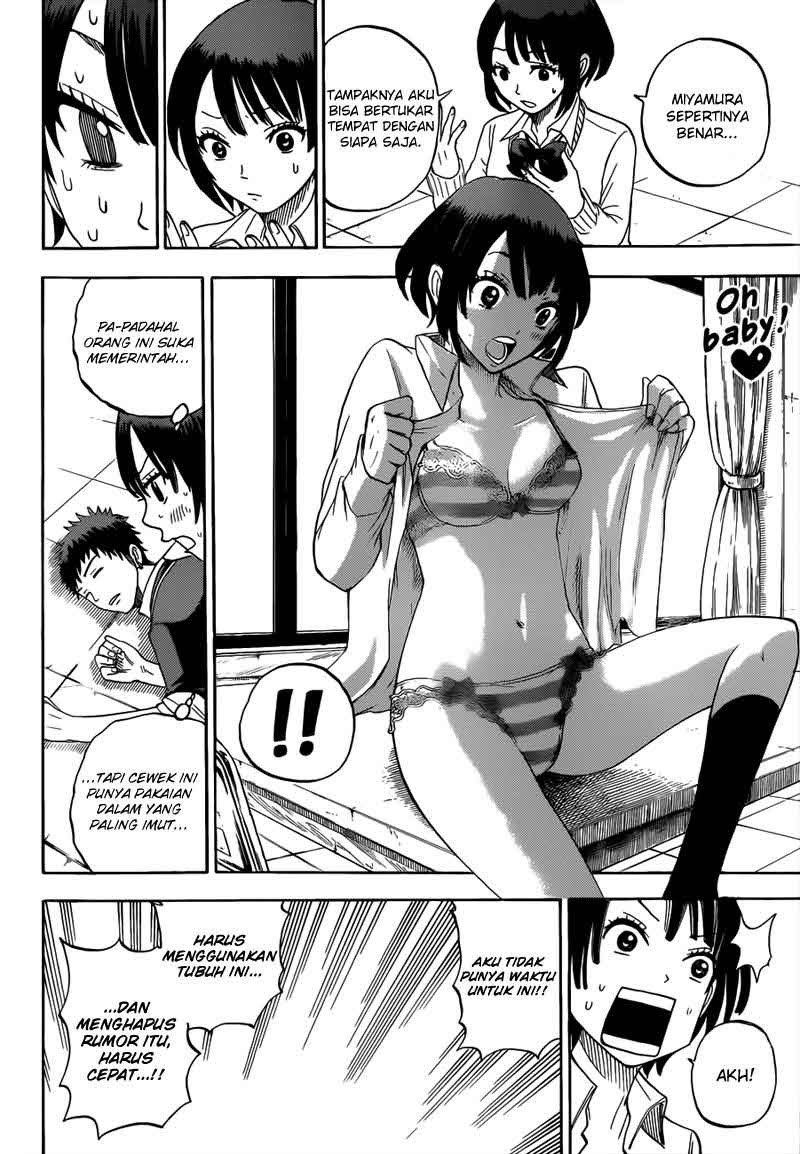 MIYAMURA
SEPERTINYA
BENAR...
TAMPAKNYA AKU
BISA BERTUKAR
TEMPAT DENGAN
SIAPA SAJA.
Oh
baby!
!!
PA-PADAHAL
ORANG INI SUKA
MEMERINTAH...
...TAPI CEWEK INI
PUNYA PAKAIAN
DALAM YANG
PALING IMUT...
AKH!
AKU TIDAK
PUNYA WAKTU
UNTUK INI!!
HARUS
MENGGUNAKAN
TUBUH INI...
...DAN
MENGHAPUS
RUMOR ITU,
HARUS
CEPAT...!!